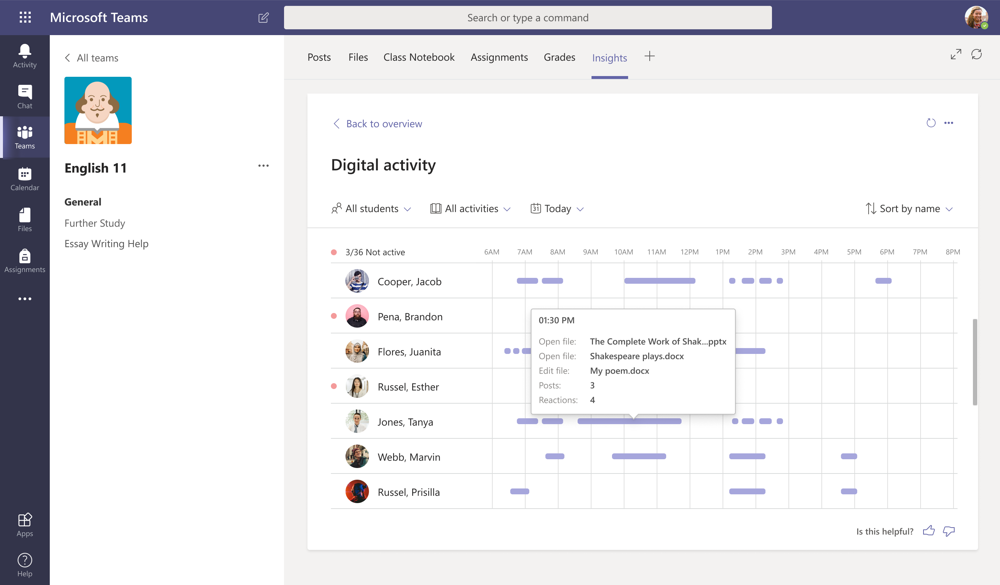 Microsoft Teams
Search or type a command
Activity
Chat
Teams
Calendar
Files
Assignments
Apps
Help
All teams
English 11
General
Further Study
Essay Writing Help
Posts Files Class Notebook Assignments Grades Insights
Back to overview
Digital activity
All students All activities 31 Today Sort by name
3/36 Not active 6AM 7AM 8AM 9AM 10AM 11AM 12PM 1PM 2PM 3PM 4PM 5PM 6PM 7PM 8PM
Cooper, Jacob
Pena, Brandon
Flores, Juanita
Russel, Esther
Jones, Tanya
Webb, Marvin
Russel, Prisilla
01:30 PM
Open file: The Complete Work of Shak...pptx
Open file: Shakespeare plays.docx
Edit file: My poem.docx
Posts: 3
Reactions: 4
Is this helpful?